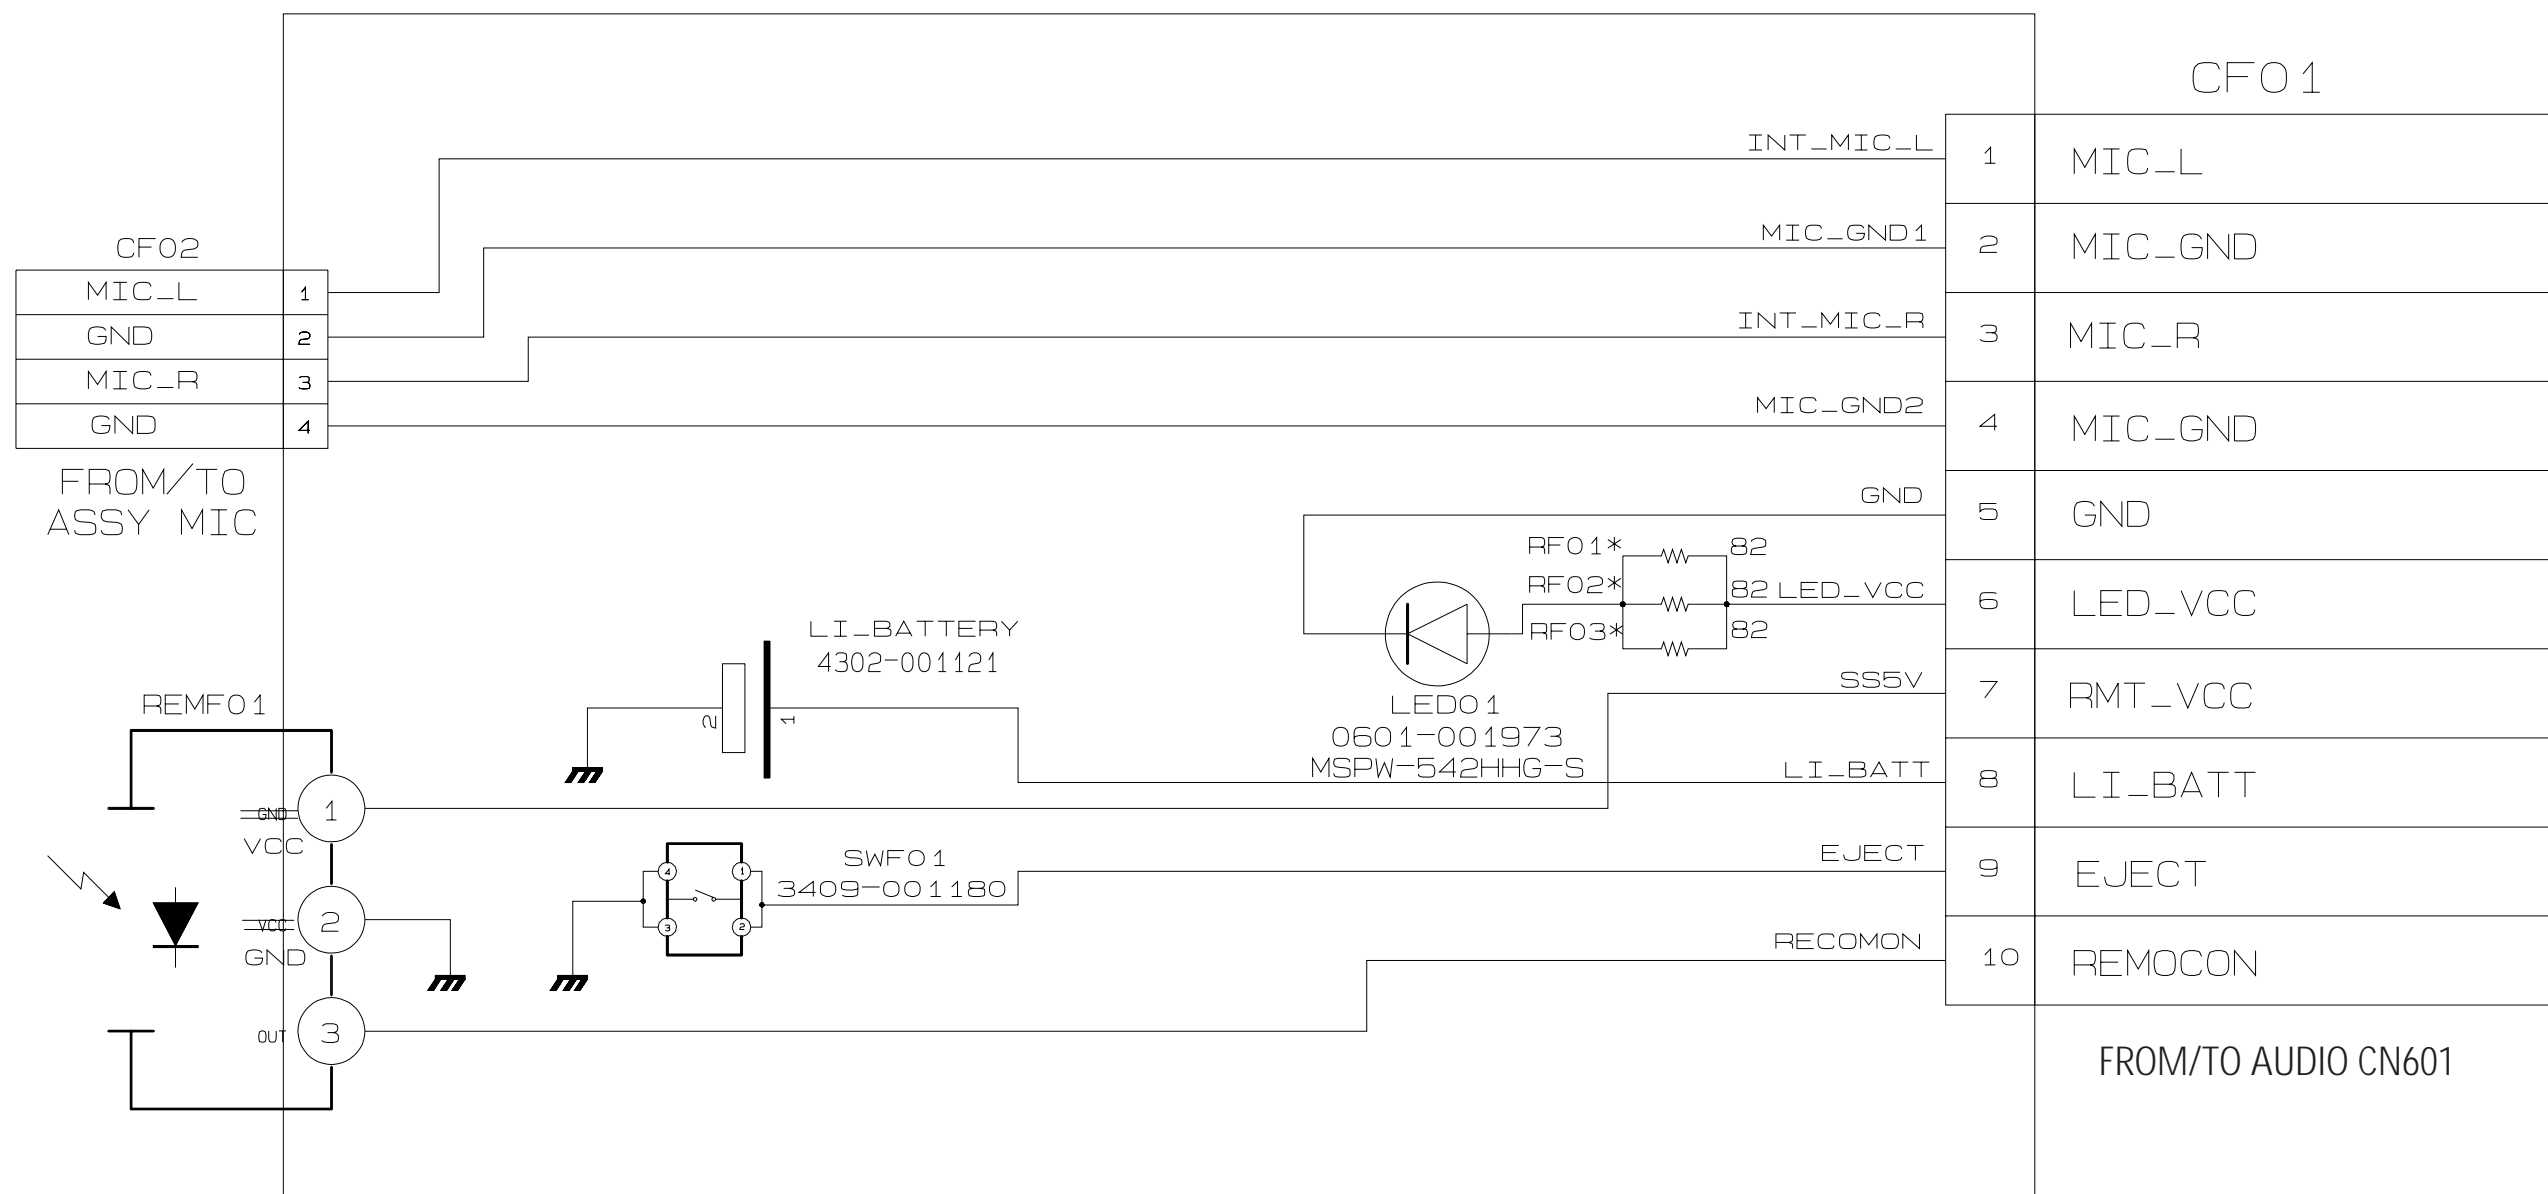 CF01
INT_MIC_L
1
MIC_L
MIC_GND1
2
MIC_GND
INT_MIC_R
3
MIC_R
MIC_GND2
4
MIC_GND
GND
5
GND
LED_VCC
6
LED_VCC
SS5V
7
RMT_VCC
LI_BATT
8
LI_BATT
EJECT
9
EJECT
RECOMON
10
REMOCON
FROM/TO AUDIO CN601
CF02
MIC_L 1
GND 2
MIC_R 3
GND 4
FROM/TO
ASSY MIC
RF01* 82
RF02* 82
RF03* 82
LED01
0601-001973
MSPW-542HHG-S
LI_BATTERY
4302-001121
2 1
REMF01
GND 1
VCC
VCC 2
GND
OUT 3
SWF01
3409-001180
4 1
3 2